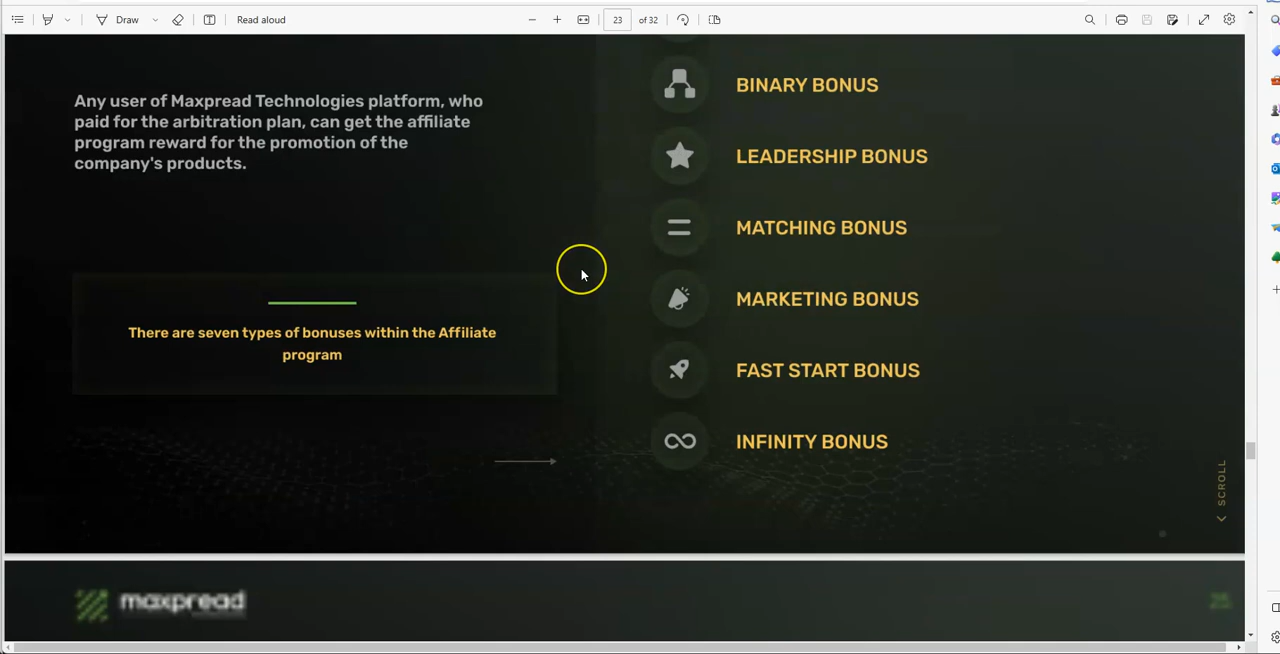 Draw
Read aloud
23
of 32
Any user of Maxpread Technologies platform, who
paid for the arbitration plan, can get the affiliate
program reward for the promotion of the
company's products.
There are seven types of bonuses within the Affiliate
program
BINARY BONUS
LEADERSHIP BONUS
MATCHING BONUS
MARKETING BONUS
FAST START BONUS
INFINITY BONUS
SCROLL
maxpread